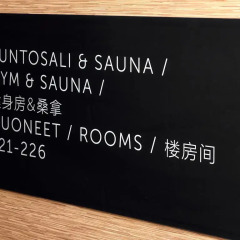 UNTOSALI & SAUNA /
YM & SAUNA /
身房&桑拿
UONEET / ROOMS / 楼房间
21-226